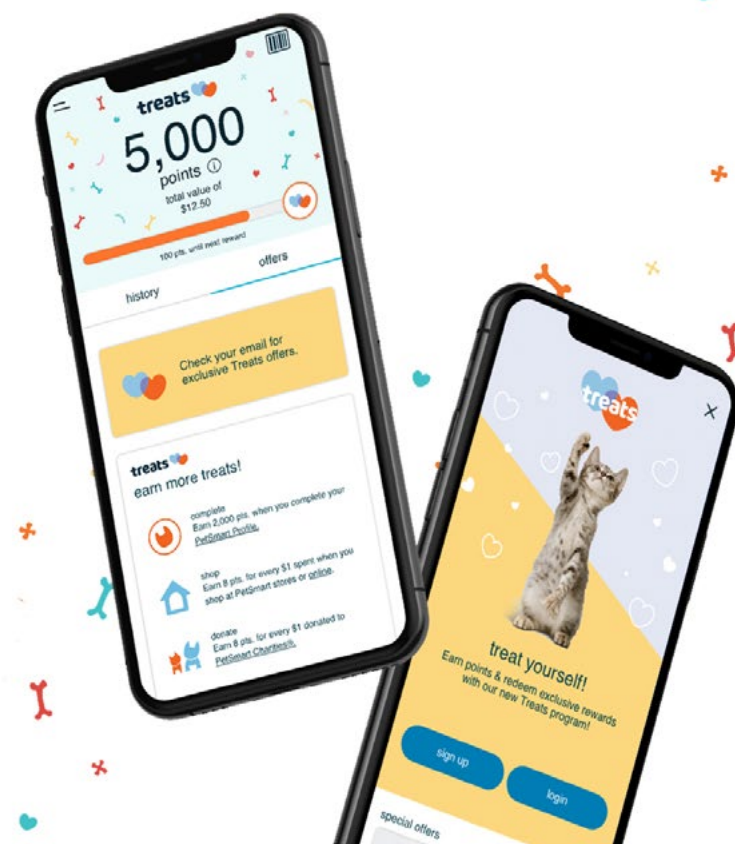 treats
5,000
points
total value of
$12.50
100 pts. until next reward
history
offers
Check your email for
exclusive Treats offers.
treats
earn more treats!
complete
Earn 2,000 pts. when you complete your
PetSmart Profile.
shop
Earn 8 pts. for every $1 spent when you
shop at PetSmart stores or online.
donate
Earn 8 pts. for every $1 donated to
PetSmart Charities®.
treats
treat yourself!
Earn points & redeem exclusive rewards
with our new Treats program!
sign up
login
special offers